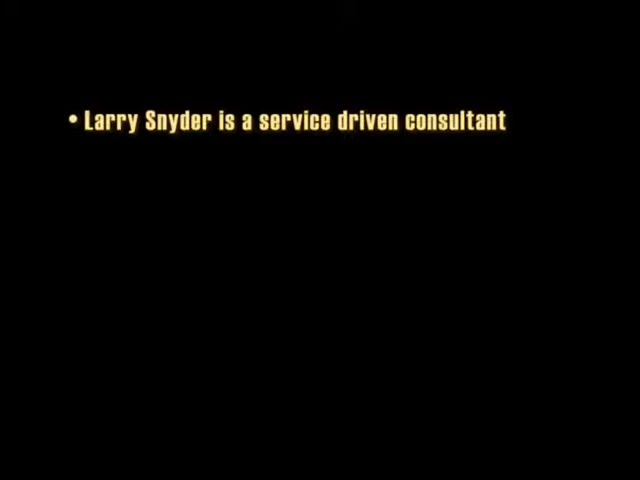 • Larry Snyder is a service driven consultant